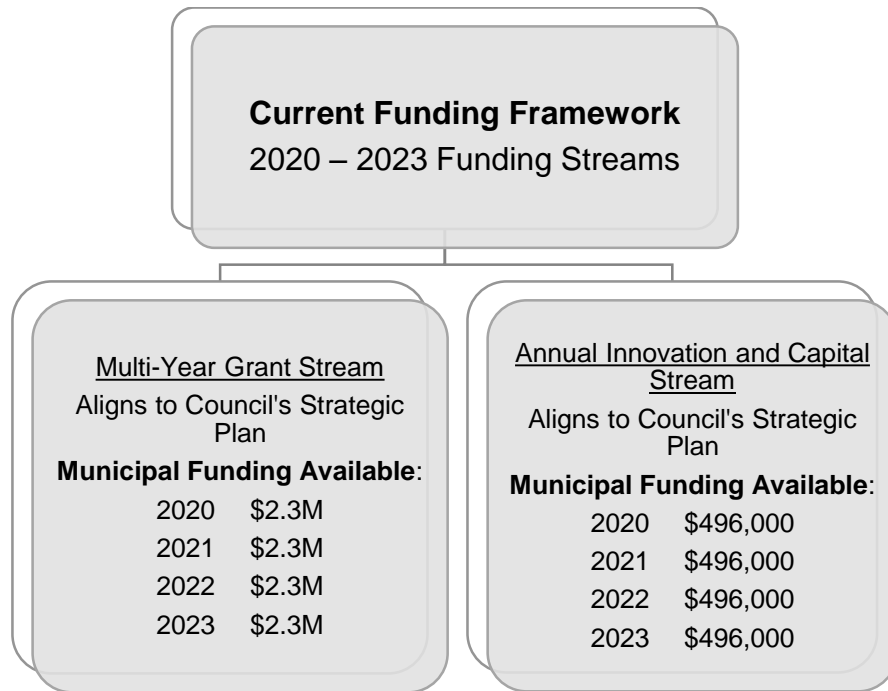 Current Funding Framework
2020 – 2023 Funding Streams
Multi-Year Grant Stream
Aligns to Council's Strategic
Plan
Municipal Funding Available:
2020 $2.3M
2021 $2.3M
2022 $2.3M
2023 $2.3M
Annual Innovation and Capital
Stream
Aligns to Council's Strategic
Plan
Municipal Funding Available:
2020 $496,000
2021 $496,000
2022 $496,000
2023 $496,000